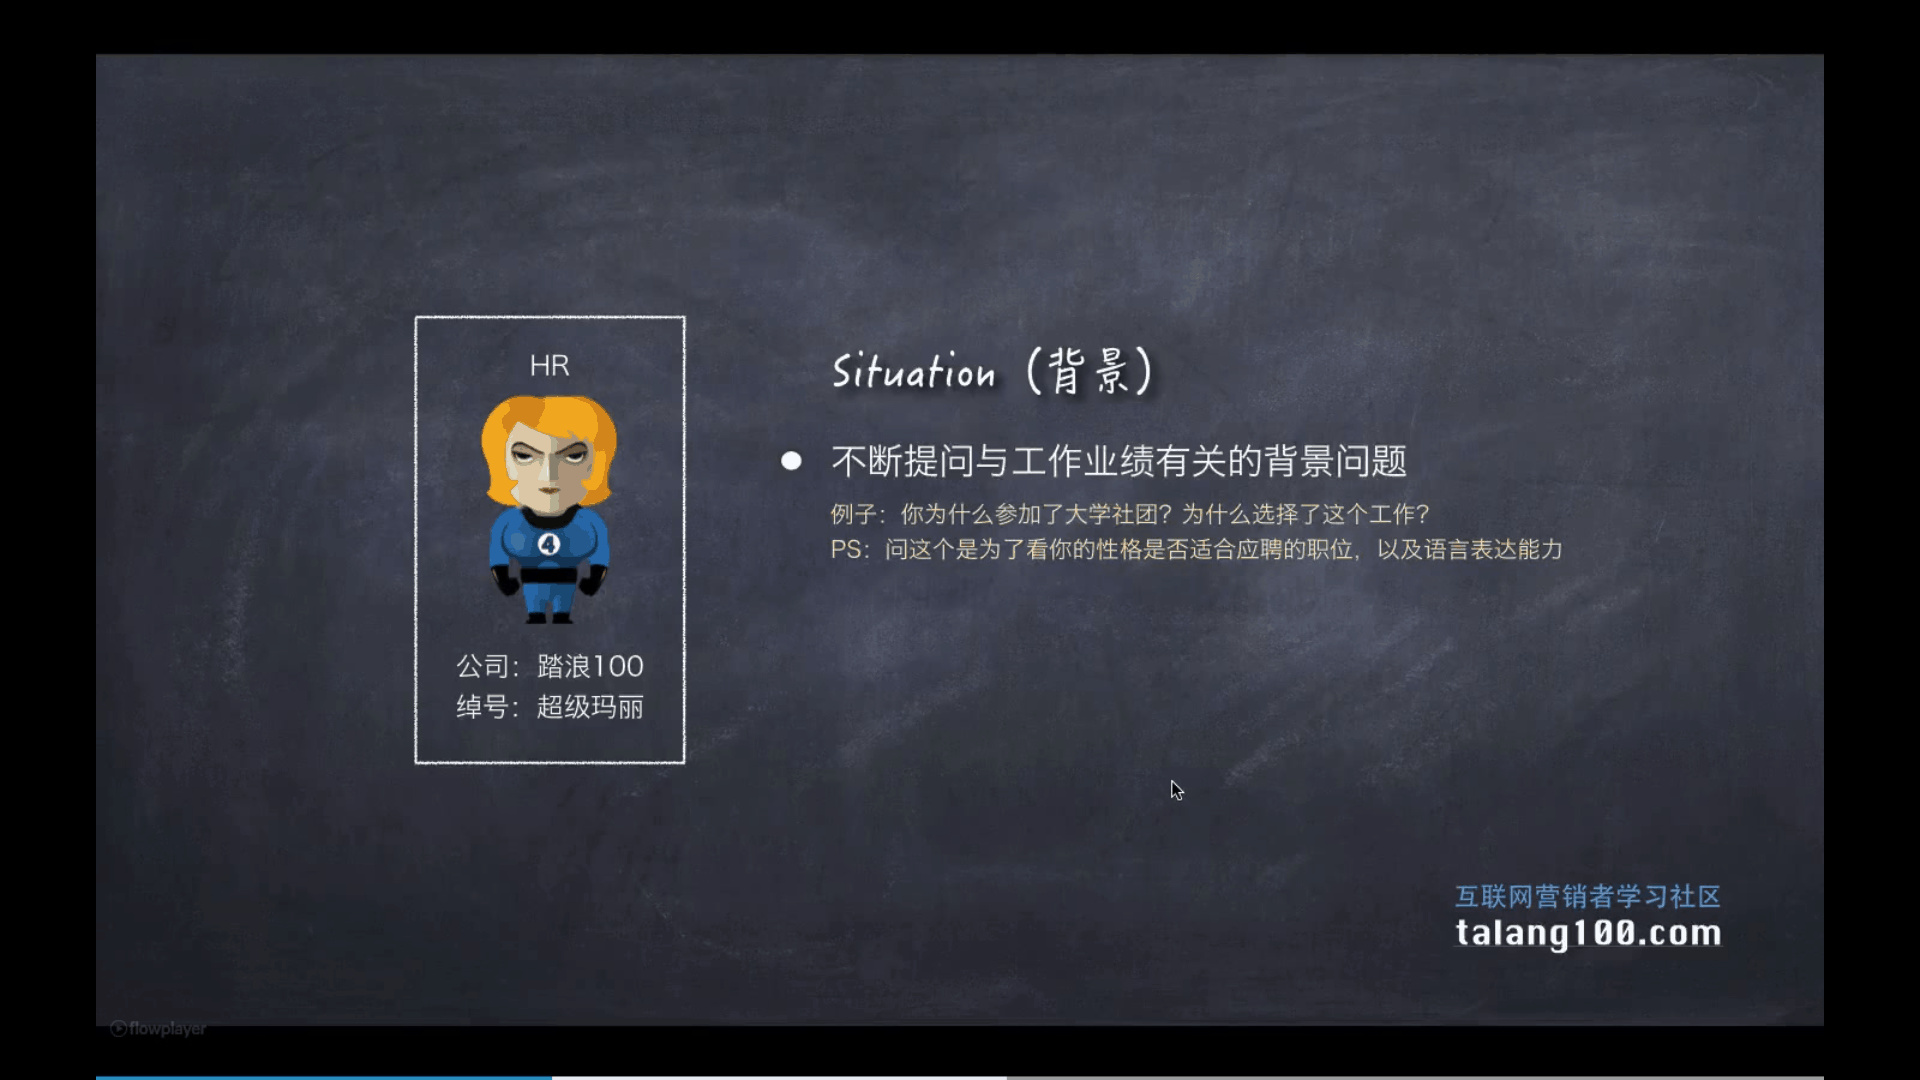 HR
4
公司：踏浪100
绰号：超级玛丽
Situation（背景）
不断提问与工作业绩有关的背景问题
例子：你为什么参加了大学社团？为什么选择了这个工作？
PS：问这个是为了看你的性格是否适合应聘的职位，以及语言表达能力
互联网营销者学习社区
talang100.com
flowplayer